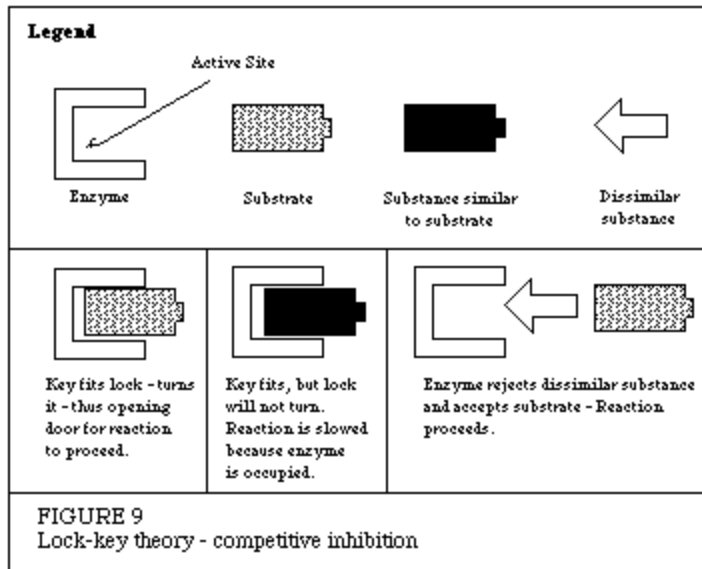 Legend
Active Site
Enzyme
Substrate
Substance similar
to substrate
Dissimilar
substance
Key fits lock - turns
it - thus opening
door for reaction
to proceed.
Key fits, but lock
will not turn.
Reaction is slowed
because enzyme
is occupied.
Enzyme rejects dissimilar substance
and accepts substrate - Reaction
proceeds.
FIGURE 9
Lock-key theory - competitive inhibition